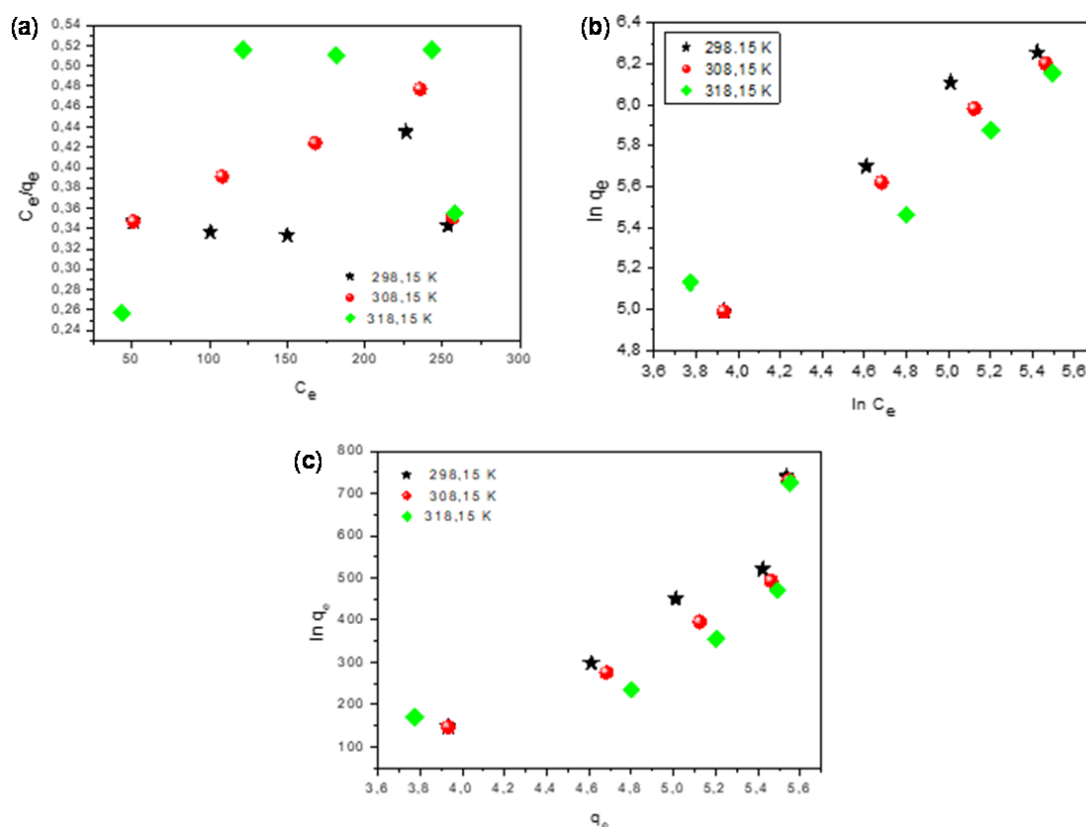 (a)
0,54
0,52
0,50
0,48
0,46
0,44
0,42
0,40
0,38
0,36
0,34
0,32
0,30
0,28
0,26
0,24
Ce/qe
50 100 150 200 250 300
Ce
298,15 K
308,15 K
318,15 K
(b)
6,4
6,2
6,0
5,8
5,6
5,4
5,2
5,0
4,8
ln qe
3,6 3,8 4,0 4,2 4,4 4,6 4,8 5,0 5,2 5,4 5,6
ln Ce
298,15 K
308,15 K
318,15 K
(c)
800
700
600
500
400
300
200
100
ln qe
3,6 3,8 4,0 4,2 4,4 4,6 4,8 5,0 5,2 5,4 5,6
qe
298,15 K
308,15 K
318,15 K